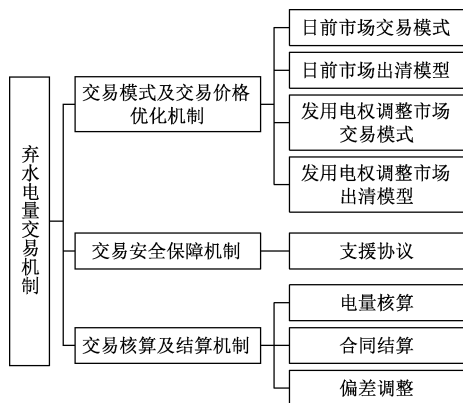 弃水电量交易机制
交易模式及交易价格
优化机制
日前市场交易模式
日前市场出清模型
发用电权调整市场
交易模式
发用电权调整市场
出清模型
交易安全保障机制
支援协议
交易核算及结算机制
电量核算
合同结算
偏差调整